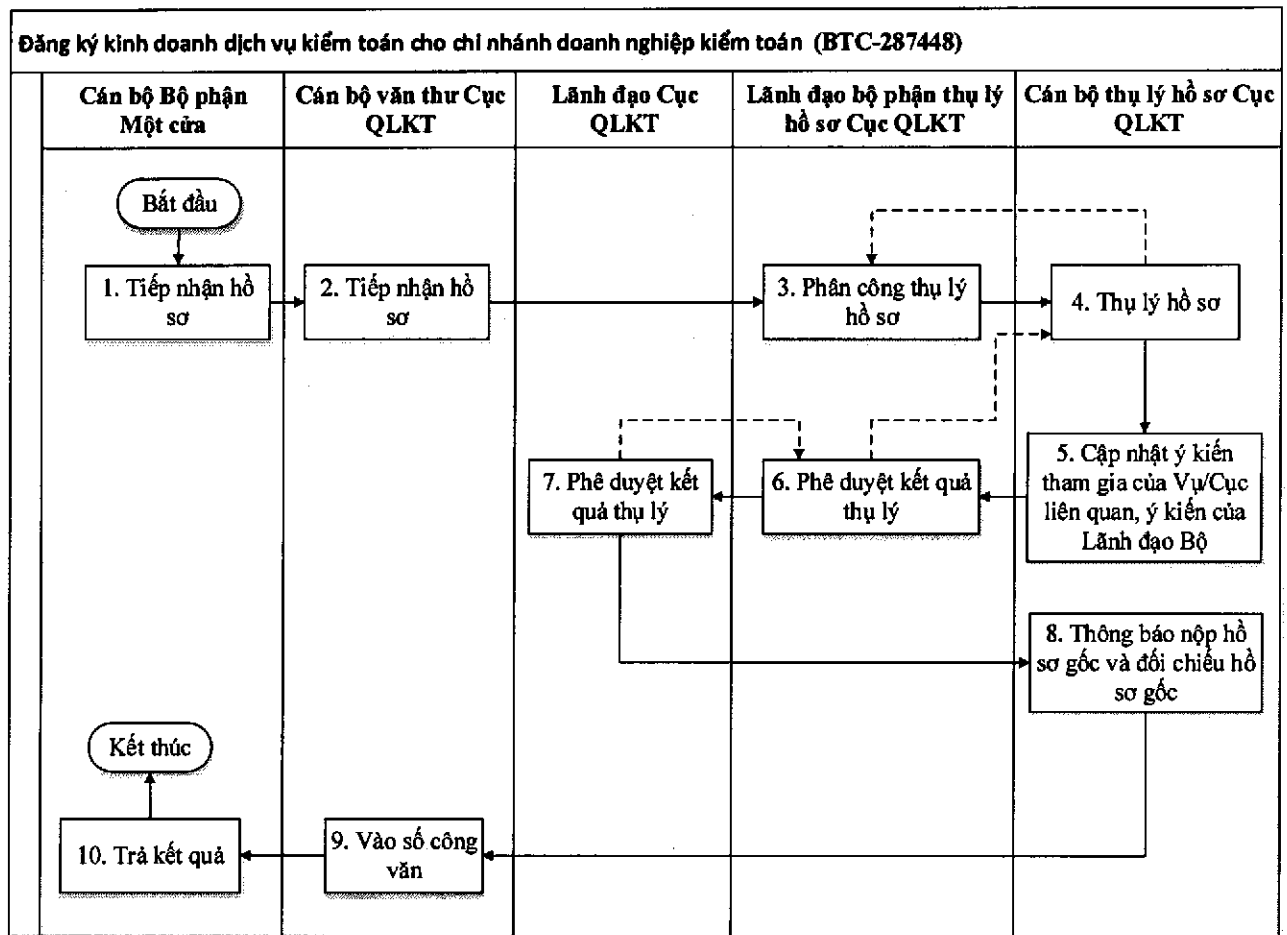 Đăng ký kinh doanh dịch vụ kiểm toán cho chi nhánh doanh nghiệp kiểm toán (BTC-287448)
Cán bộ Bộ phận
Một cửa
Cán bộ văn thư Cục
QLKT
Lãnh đạo Cục
QLKT
Lãnh đạo bộ phận thụ lý
hồ sơ Cục QLKT
Cán bộ thụ lý hồ sơ Cục
QLKT
Bắt đầu
1. Tiếp nhận hồ
sơ
2. Tiếp nhận hồ
sơ
3. Phân công thụ lý
hồ sơ
4. Thụ lý hồ sơ
5. Cập nhật ý kiến
tham gia của Vụ/Cục
liên quan, ý kiến của
Lãnh đạo Bộ
6. Phê duyệt kết quả
thụ lý
7. Phê duyệt kết
quả thụ lý
8. Thông báo nộp hồ
sơ gốc và đối chiếu hồ
sơ gốc
9. Vào số công
văn
10. Trả kết quả
Kết thúc